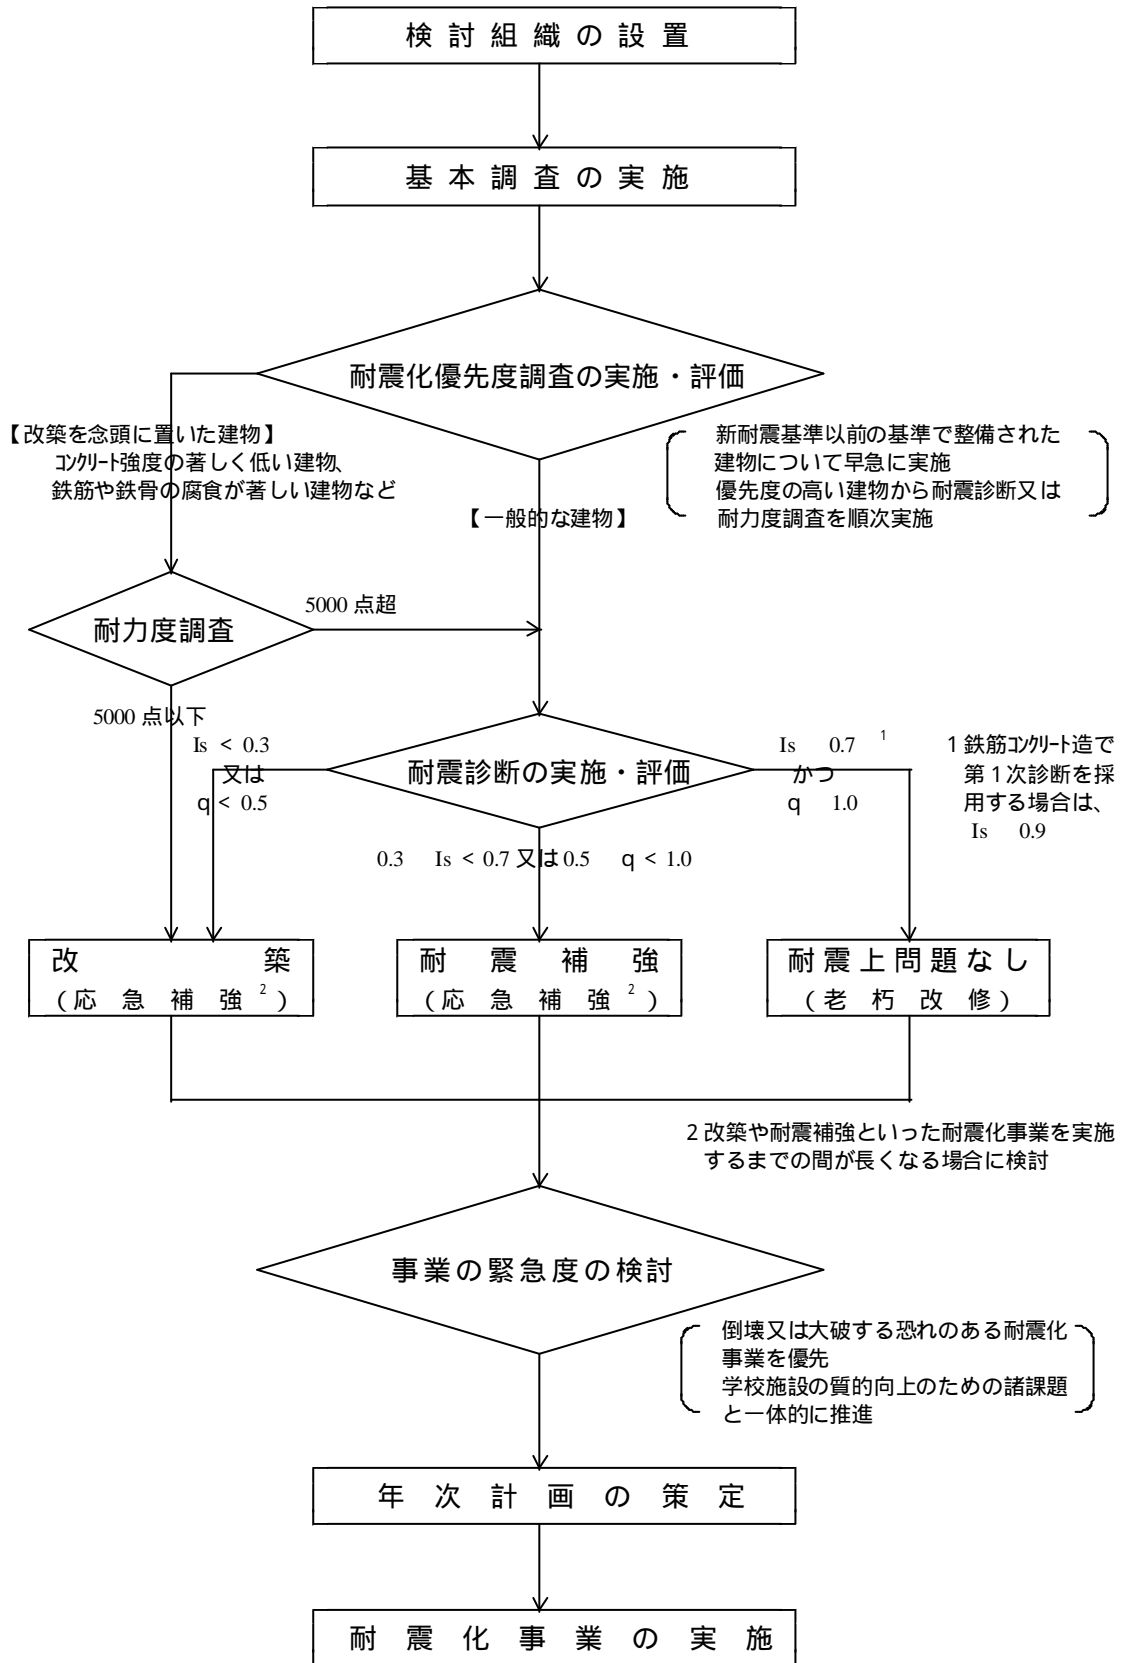 検討組織の設置
基本調査の実施
耐震化優先度調査の実施・評価
【改築を念頭に置いた建物】
コンクリート強度の著しく低い建物、
鉄筋や鉄骨の腐食が著しい建物など
新耐震基準以前の基準で整備された
建物について早急に実施
優先度の高い建物から耐震診断又は
耐力度調査を順次実施
【一般的な建物】
耐力度調査
5000 点超
5000 点以下
Is < 0.3
又は
q < 0.5
耐震診断の実施・評価
Is 0.7 1
かつ
q 1.0
1 鉄筋コンクリート造で
第1次診断を採
用する場合は、
Is 0.9
0.3 Is < 0.7 又は 0.5 q < 1.0
改築
(応急補強2)
耐震補強
(応急補強2)
耐震上問題なし
(老朽改修)
2 改築や耐震補強といった耐震化事業を実施
するまでの間が長くなる場合に検討
事業の緊急度の検討
倒壊又は大破する恐れのある耐震化
事業を優先
学校施設の質的向上のための諸課題
と一体的に推進
年次計画の策定
耐震化事業の実施